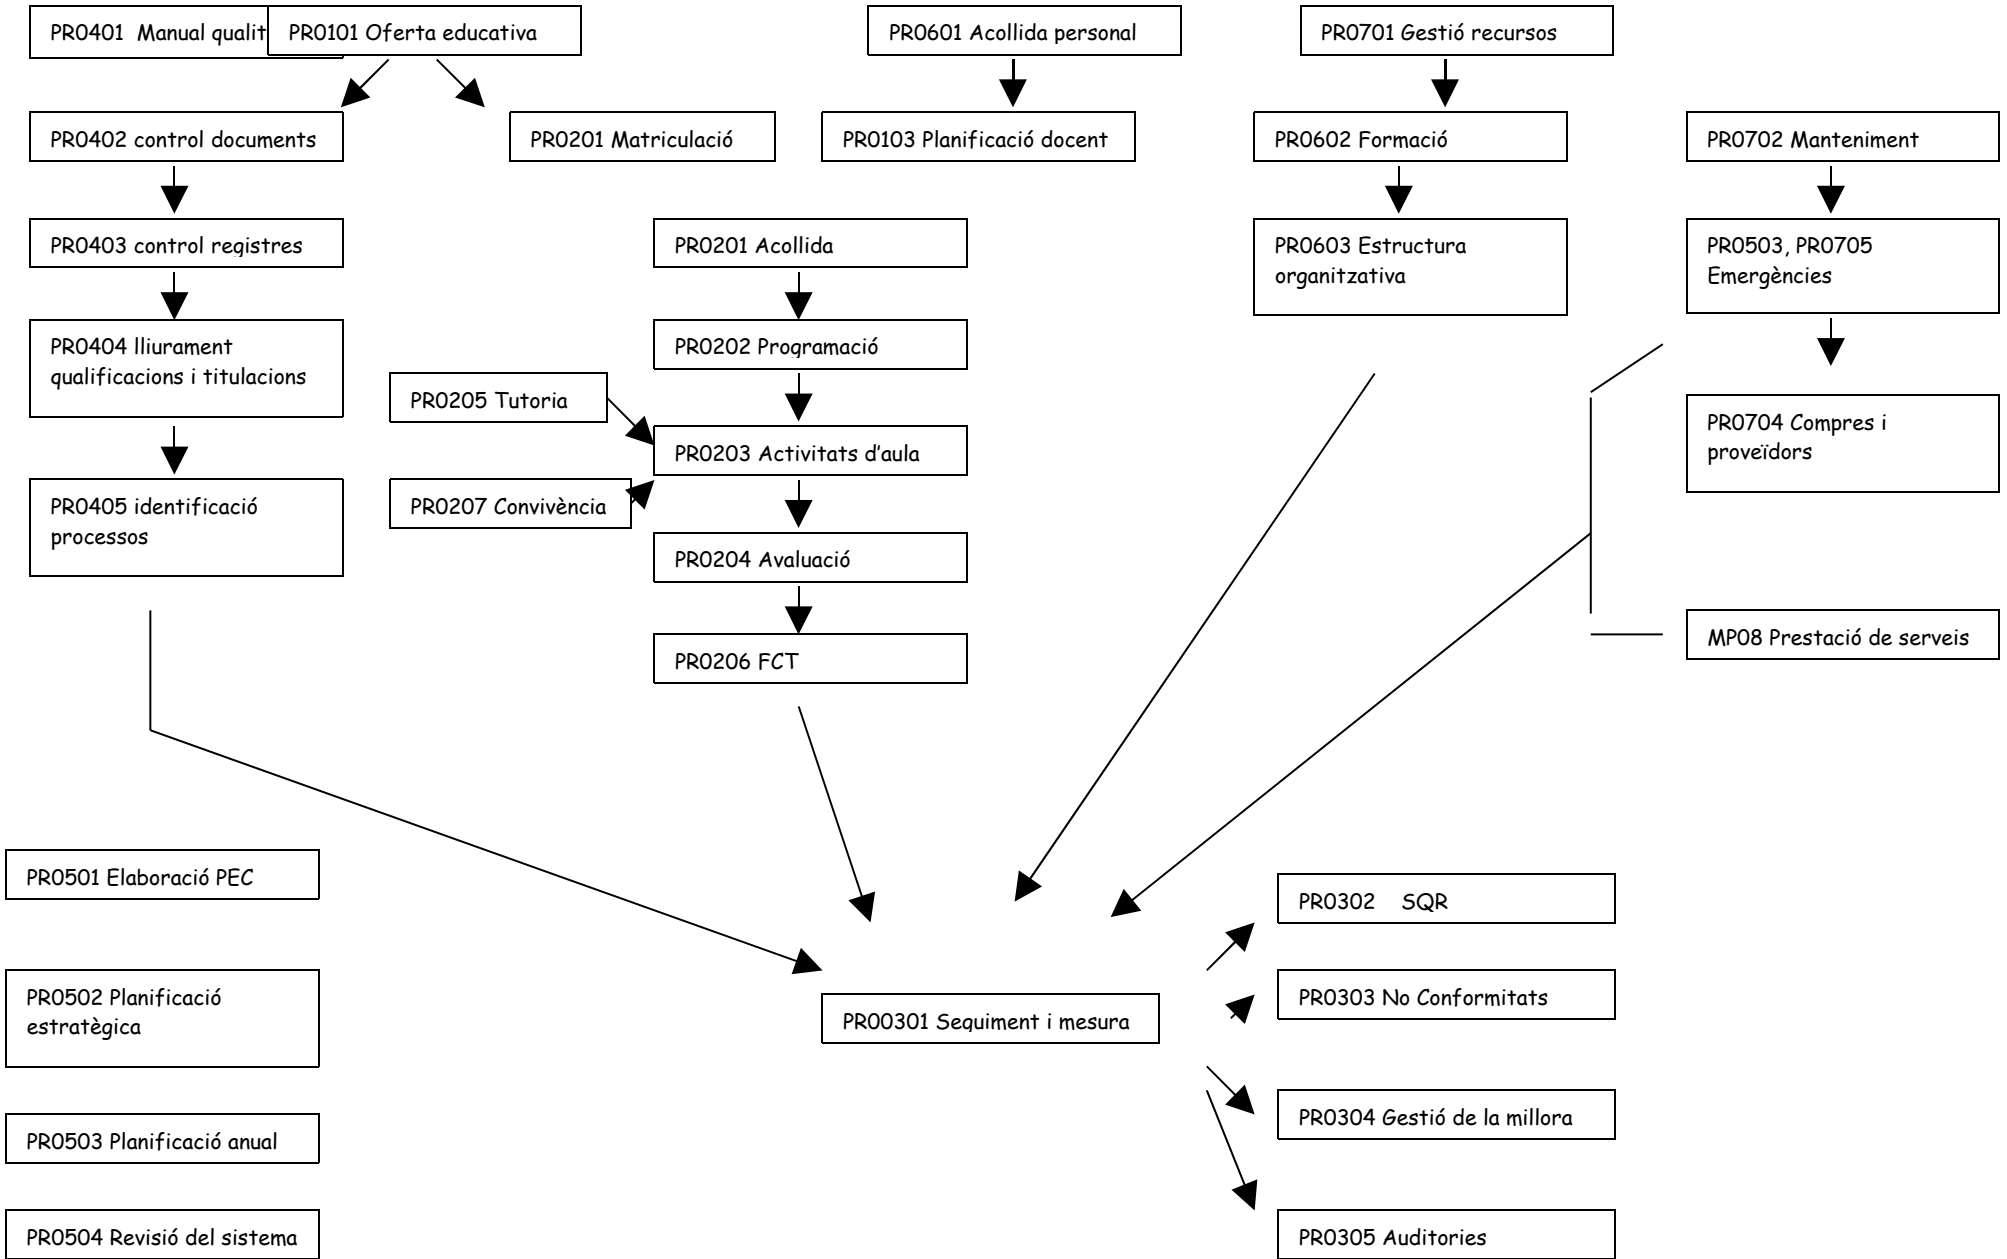 PR0401 Manual qualit
PR0101 Oferta educativa
PR0601 Acollida personal
PR0701 Gestió recursos
PR0402 control documents
PR0201 Matriculació
PR0103 Planificació docent
PR0602 Formació
PR0702 Manteniment
PR0403 control registres
PR0201 Acollida
PR0603 Estructura
organitzativa
PR0503, PR0705
Emergències
PR0404 lliurament
qualificacions i titulacions
PR0202 Programació
PR0205 Tutoria
PR0203 Activitats d'aula
PR0704 Compres i
proveïdors
PR0405 identificació
processos
PR0207 Convivència
PR0204 Avaluació
PR0206 FCT
MP08 Prestació de serveis
PR0501 Elaboració PEC
PR0302 SQR
PR0502 Planificació
estratègica
PR0303 No Conformitats
PR00301 Seguiment i mesura
PR0304 Gestió de la millora
PR0503 Planificació anual
PR0504 Revisió del sistema
PR0305 Auditories